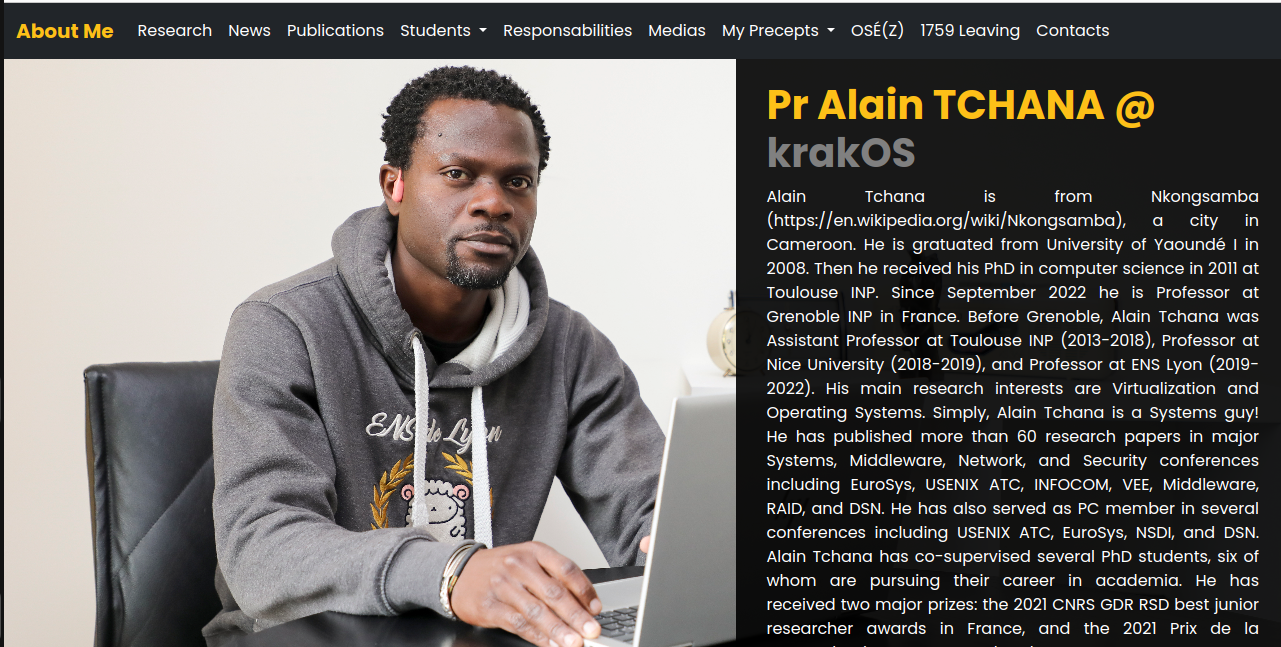 About Me Research News Publications Students Responsabilities Medias My Precepts OSÉ(Z) 1759 Leaving Contacts
Pr Alain TCHANA @
krakOS
Alain Tchana is from Nkongsamba
(https://en.wikipedia.org/wiki/Nkongsamba), a city in
Cameroon. He is gratuated from University of Yaoundé I in
2008. Then he received his PhD in computer science in 2011 at
Toulouse INP. Since September 2022 he is Professor at
Grenoble INP in France. Before Grenoble, Alain Tchana was
Assistant Professor at Toulouse INP (2013-2018), Professor at
Nice University (2018-2019), and Professor at ENS Lyon (2019-
2022). His main research interests are Virtualization and
Operating Systems. Simply, Alain Tchana is a Systems guy!
He has published more than 60 research papers in major
Systems, Middleware, Network, and Security conferences
including EuroSys, USENIX ATC, INFOCOM, VEE, Middleware,
RAID, and DSN. He has also served as PC member in several
conferences including USENIX ATC, EuroSys, NSDI, and DSN.
Alain Tchana has co-supervised several PhD students, six of
whom are pursuing their career in academia. He has
received two major prizes: the 2021 CNRS GDR RSD best junior
researcher awards in France, and the 2021 Prix de la
ENS de Lyon